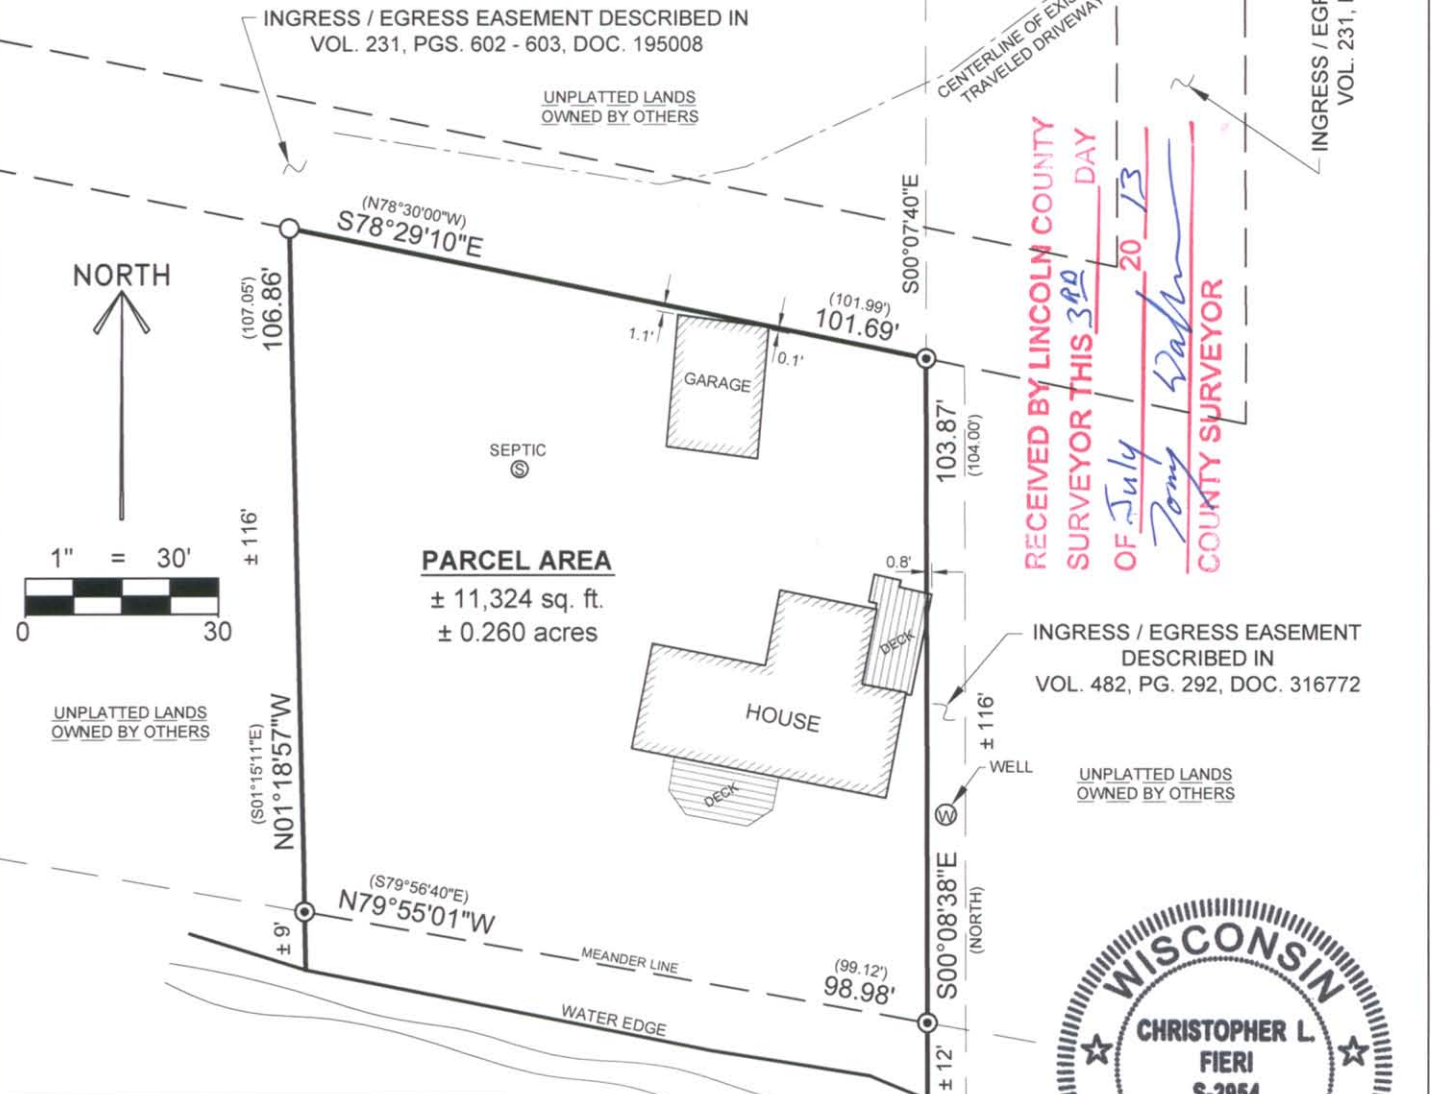 INGRESS / EGRESS EASEMENT DESCRIBED IN
VOL. 231, PGS. 602 - 603, DOC. 195008
UNPLATTED LANDS
OWNED BY OTHERS
CENTERLINE OF
TRAVELED DRIVEWAY
INGRESS /
VOL. 231,
S00°07'40"E
(N78°30'00"W)
S78°29'10"E
(101.99')
101.69'
NORTH
(107.05')
106.86'
1.1'
0.1'
GARAGE
SEPTIC
S
103.87'
(104.00')
RECEIVED BY LINCOLN COUNTY
SURVEYOR THIS 3RD DAY
OF July 20 13
Tony
COUNTY SURVEYOR
1" = 30'
0 30
± 116'
PARCEL AREA
± 11,324 sq. ft.
± 0.260 acres
0.8'
DECK
HOUSE
DECK
INGRESS / EGRESS EASEMENT
DESCRIBED IN
VOL. 482, PG. 292, DOC. 316772
± 116'
WELL
W
UNPLATTED LANDS
OWNED BY OTHERS
UNPLATTED LANDS
OWNED BY OTHERS
(S01°15'11"E)
N01°18'57"W
S00°08'38"E
(NORTH)
(S79°56'40"E)
N79°55'01"W
MEANDER LINE
(99.12')
98.98'
± 9'
WATER EDGE
± 12'
WISCONSIN
CHRISTOPHER L.
FIERI
S-2954